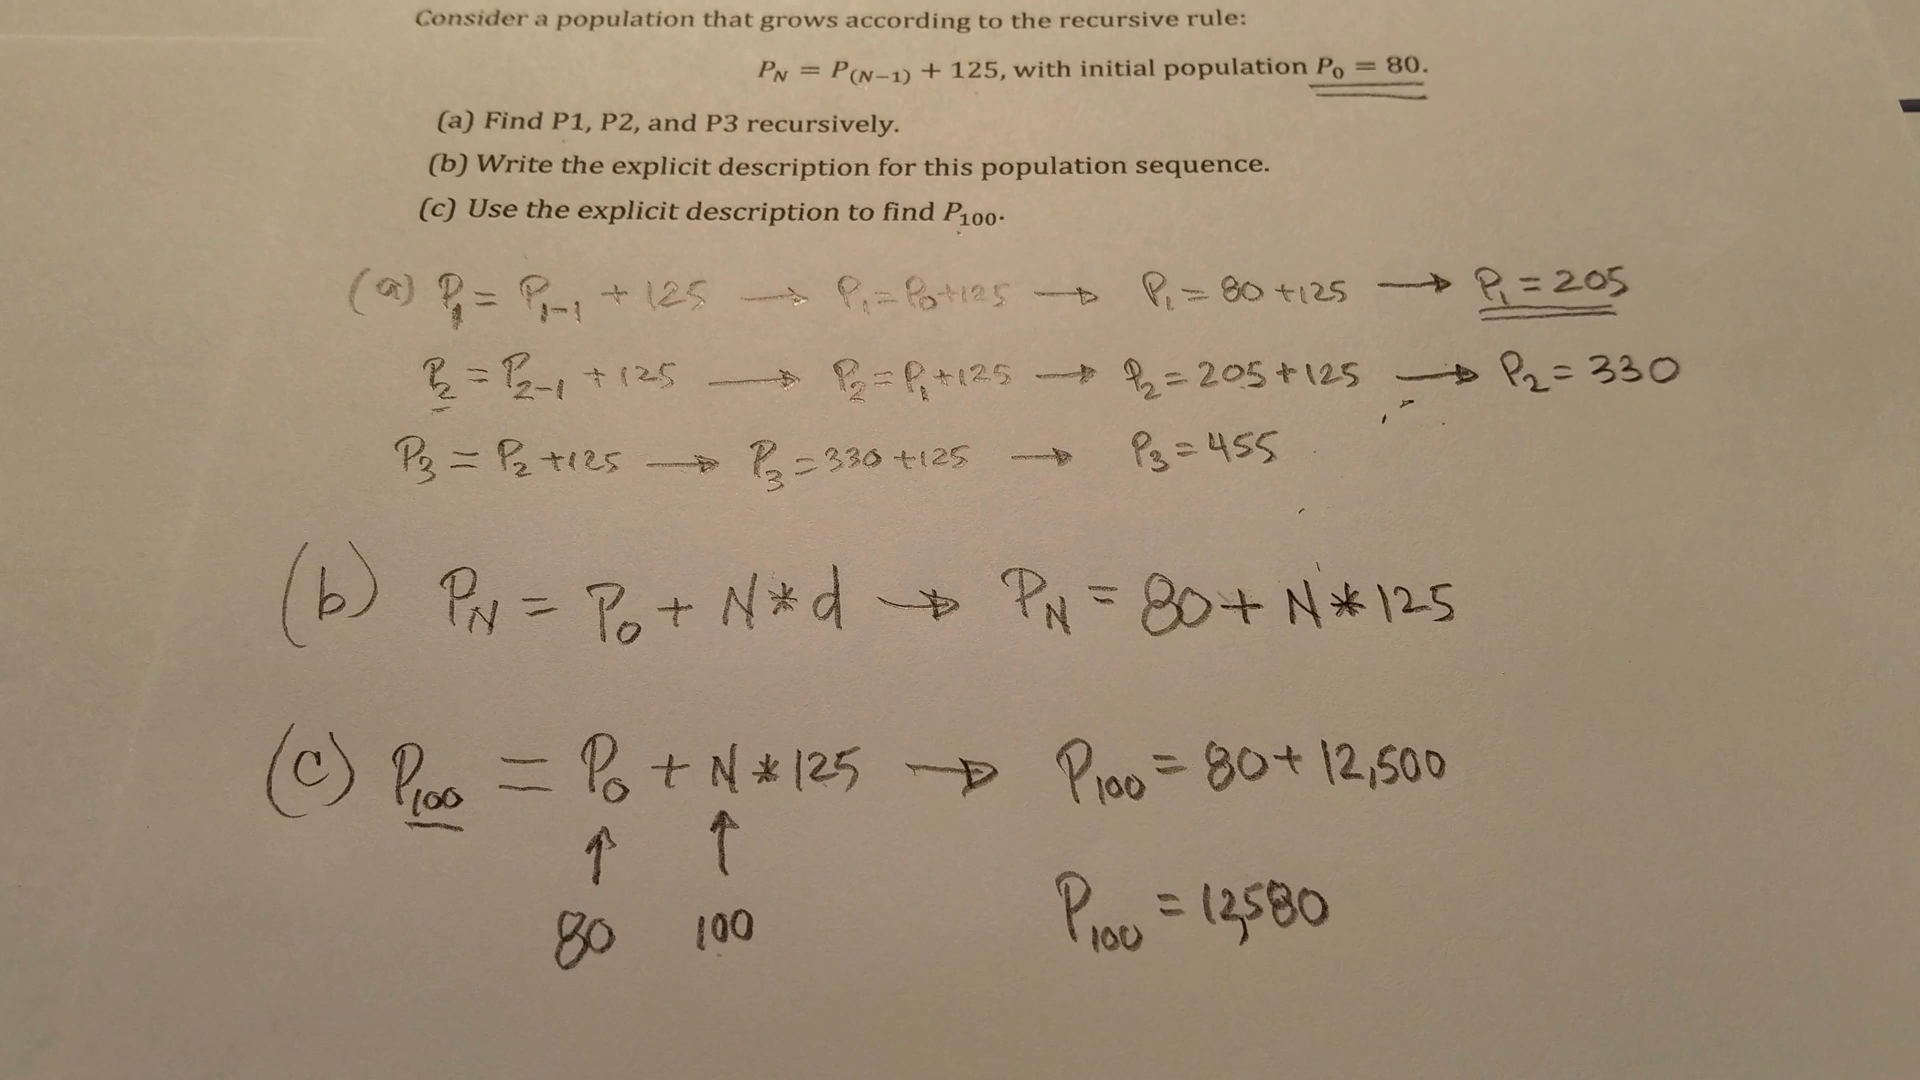 Consider a population that grows according to the recursive rule:
P_N = P_(N−1) + 125, with initial population P_0 = 80.
(a) Find P1, P2, and P3 recursively.
(b) Write the explicit description for this population sequence.
(c) Use the explicit description to find P_100.
(a) P_1 = P_1-1 + 125 → P_1 = P_0 + 125 → P_1 = 80 + 125 → P_1 = 205
P_2 = P_2-1 + 125 → P_2 = P_1 + 125 → P_2 = 205 + 125 → P_2 = 330
P_3 = P_2 + 125 → P_3 = 330 + 125 → P_3 = 455
(b) P_N = P_0 + N * d → P_N = 80 + N * 125
(c) P_100 = P_0 + N * 125 → P_100 = 80 + 12,500
↑ ↑
80 100
P_100 = 12,580